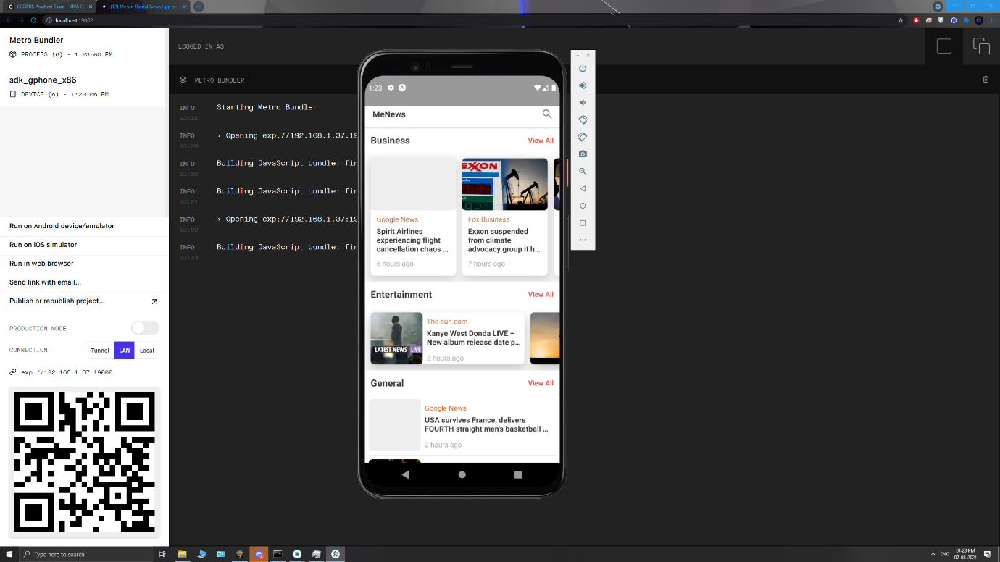 CC0010: Practical Exam - VIVA
(12) Mesan Digital News App on
localhost:19002
Metro Bundler
PROCESS (6) - 1:23:00 PM
sdk_gphone_x86
DEVICE (6) - 1:23:06 PM
Run on Android device/emulator
Run on iOS simulator
Run in web browser
Send link with email...
Publish or republish project...
PRODUCTION MODE
CONNECTION
Tunnel
LAN
Local
exp://192.168.1.37:19000
LOGGED IN AS
METRO BUNDLER
INFO
Starting Metro Bundler
13:20
INFO
› Opening exp://192.168.1.37:19
13:20
INFO
Building JavaScript bundle: fin
13:20
INFO
Building JavaScript bundle: fin
13:21
INFO
› Opening exp://192.168.1.37:19
13:22
INFO
Building JavaScript bundle: fin
13:23
1:23
MeNews
Business
View All
Google News
Spirit Airlines
experiencing flight
cancellation chaos ...
6 hours ago
EXXON
Fox Business
Exxon suspended
from climate
advocacy group it h...
7 hours ago
Entertainment
View All
LATEST NEWS LIVE
The-sun.com
Kanye West Donda LIVE –
New album release date p...
2 hours ago
General
View All
Google News
USA survives France, delivers
FOURTH straight men's basketball ...
2 hours ago
Type here to search
ENG
01:23 PM
07-08-2021